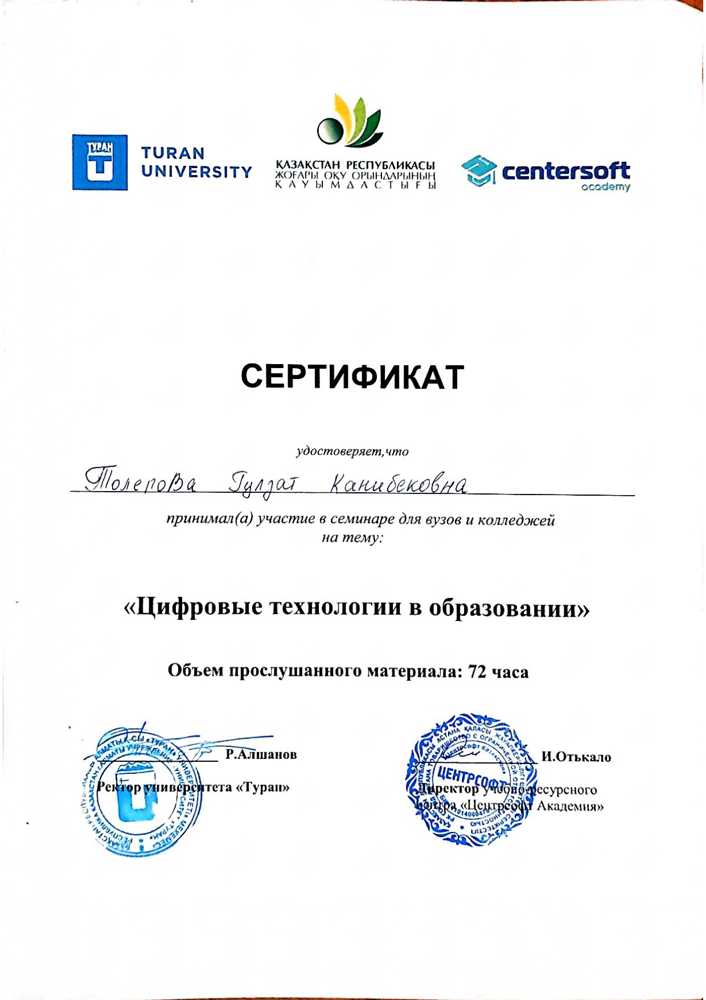 ТУРАН
TURAN
UNIVERSITY
ҚАЗАҚСТАН РЕСПУБЛИКАСЫ
ЖОҒАРЫ ОҚУ ОРЫНДАРЫНЫҢ
ҚАУЫМДАСТЫҒЫ
centersoft
academy
СЕРТИФИКАТ
удостоверяет,что
Толепова Гулзат Канибековна
принимал(а) участие в семинаре для вузов и колледжей
на тему:
«Цифровые технологии в образовании»
Объем прослушанного материала: 72 часа
Р.Алшанов
Ректор университета «Туран»
И.Отькало
Директор учебно-ресурсного
центра «Центрсофт Академия»
ЦЕНТРСОФТ